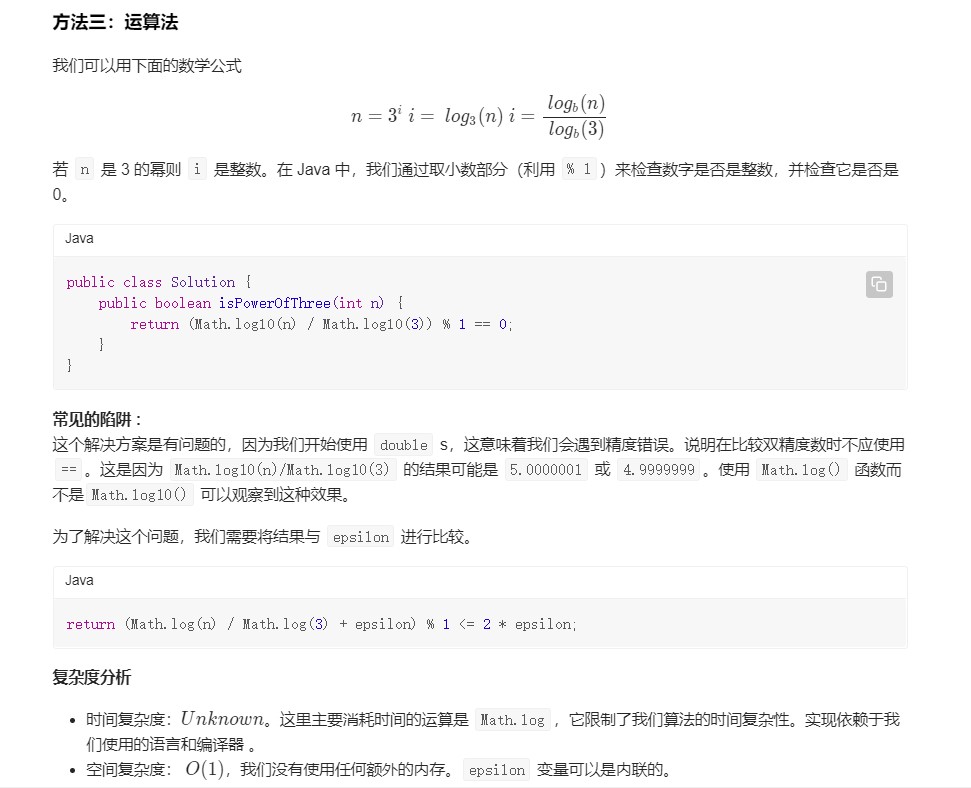 方法三：运算法
我们可以用下面的数学公式
n = 3^i i = log_3(n) i = log_b(n) / log_b(3)
若 n 是 3 的幂则 i 是整数。在 Java 中，我们通过取小数部分（利用 % 1 ）来检查数字是否是整数，并检查它是否是
0。
Java
public class Solution {
    public boolean isPowerOfThree(int n) {
        return (Math.log10(n) / Math.log10(3)) % 1 == 0;
    }
}
常见的陷阱：
这个解决方案是有问题的，因为我们开始使用 double s，这意味着我们会遇到精度错误。说明在比较双精度数时不应使用
== 。这是因为 Math.log10(n)/Math.log10(3) 的结果可能是 5.0000001 或 4.9999999 。使用 Math.log() 函数而
不是 Math.log10() 可以观察到这种效果。
为了解决这个问题，我们需要将结果与 epsilon 进行比较。
Java
return (Math.log(n) / Math.log(3) + epsilon) % 1 <= 2 * epsilon;
复杂度分析
• 时间复杂度：Unknown。这里主要消耗时间的运算是 Math.log ，它限制了我们算法的时间复杂性。实现依赖于我
们使用的语言和编译器 。
• 空间复杂度： O(1)，我们没有使用任何额外的内存。 epsilon 变量可以是内联的。